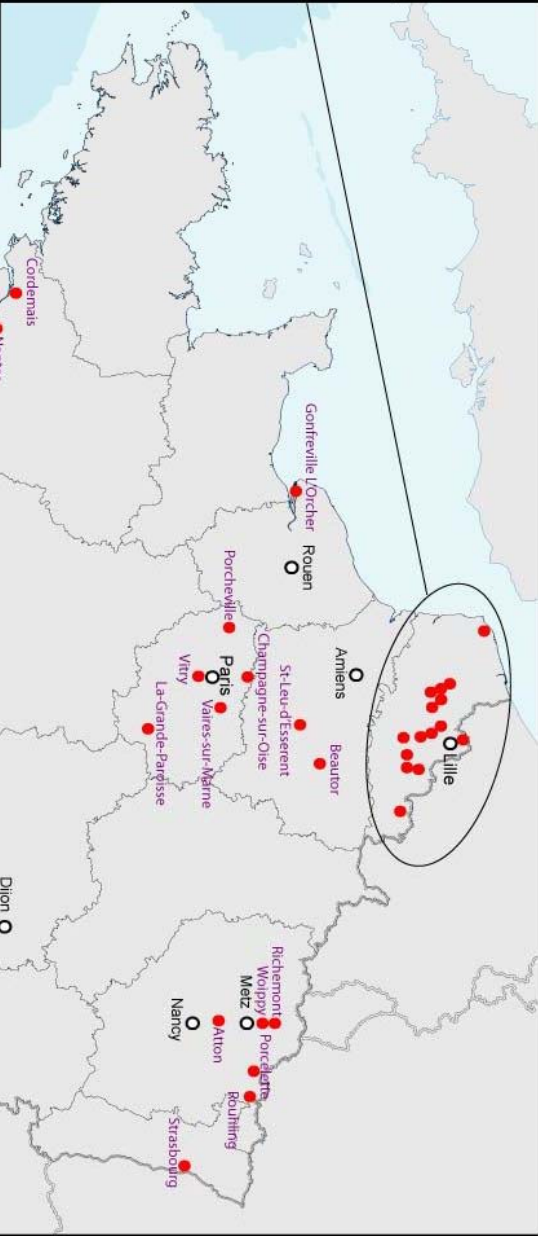 Lille
Amiens
Beautor
Gonfreville L'Orcher
Rouen
St-Leu-d'Esserent
Champagne-sur-Oise
Richemont
Woippy
Porcelette
Metz
Porcheville
Paris
Rouhling
Vaires-sur-Marne
Atton
Vitry
Nancy
Strasbourg
La-Grande-Paroisse
Cordemais
Dijon